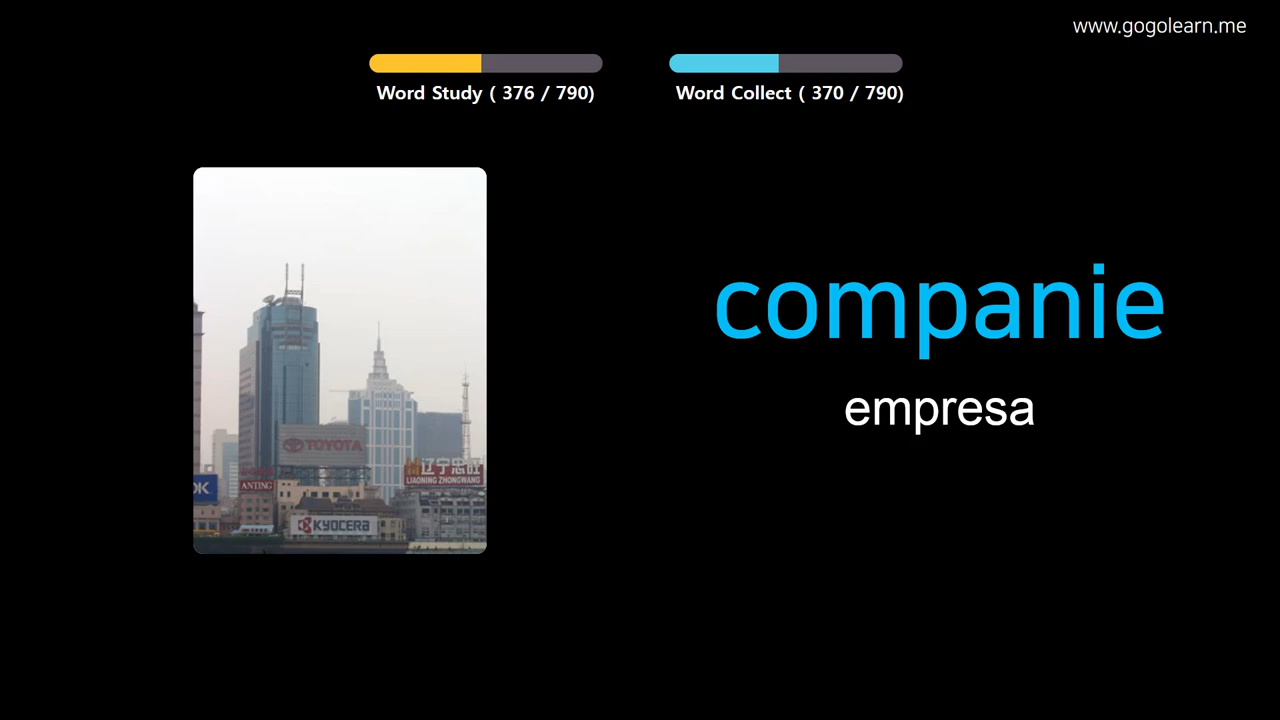 www.gogolearn.me
Word Study ( 376 / 790)
Word Collect ( 370 / 790)
companie
empresa
TOYOTA
辽宁忠旺
LIAONING ZHONGWANG
ANTING
OK
KYOCERA